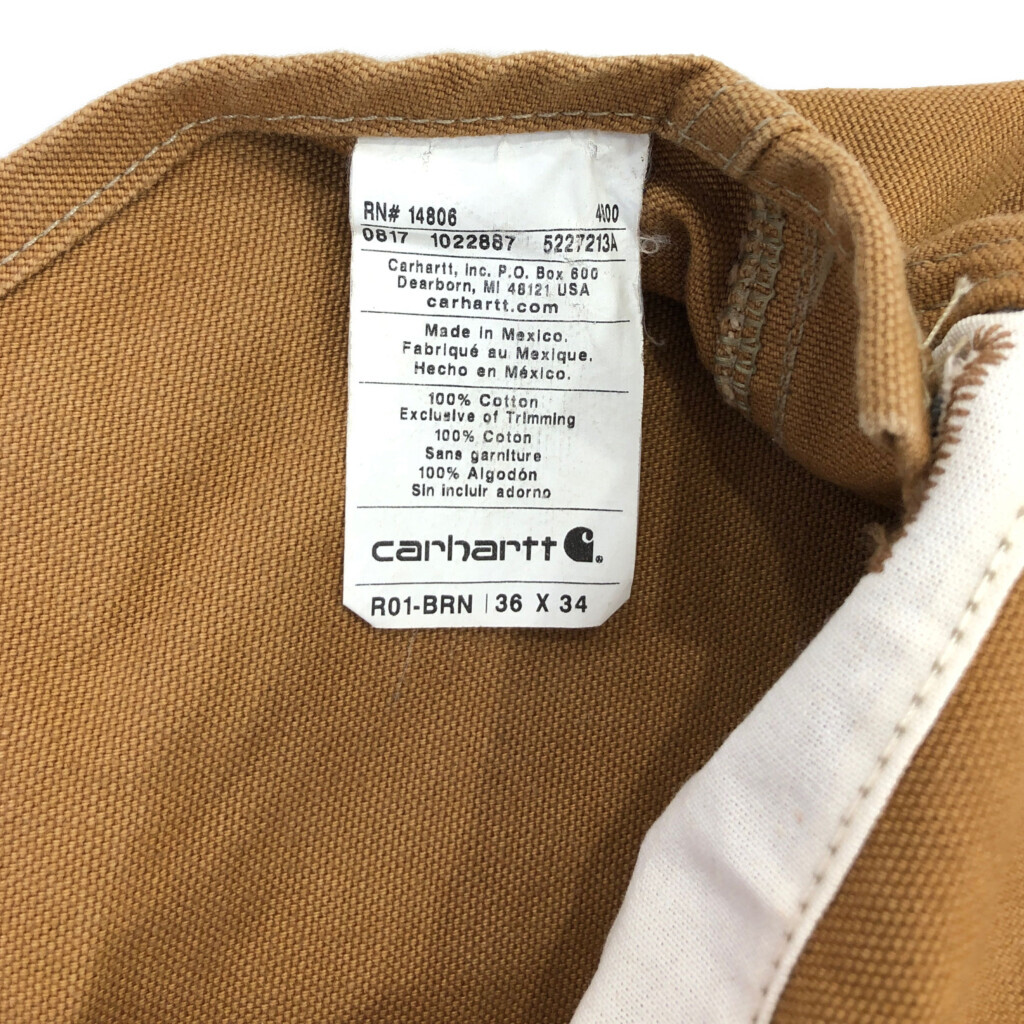 RN# 14806 4\00
0817 1022887 5227213A
Carhartt, Inc. P.O. Box 600
Dearborn, MI 48121 USA
carhartt.com
Made in Mexico.
Fabriqué au Mexique.
Hecho en México.
100% Cotton
Exclusive of Trimming
100% Coton
Sans garniture
100% Algodón
Sin incluir adorno
carhartt
R01-BRN | 36 X 34